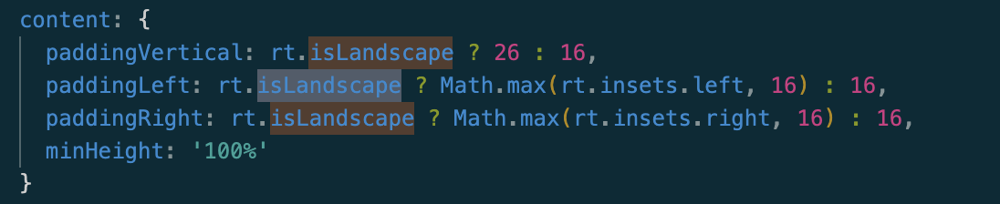 content: {
paddingVertical: rt.isLandscape ? 26 : 16,
paddingLeft: rt.isLandscape ? Math.max(rt.insets.left, 16) : 16,
paddingRight: rt.isLandscape ? Math.max(rt.insets.right, 16) : 16,
minHeight: '100%'
}